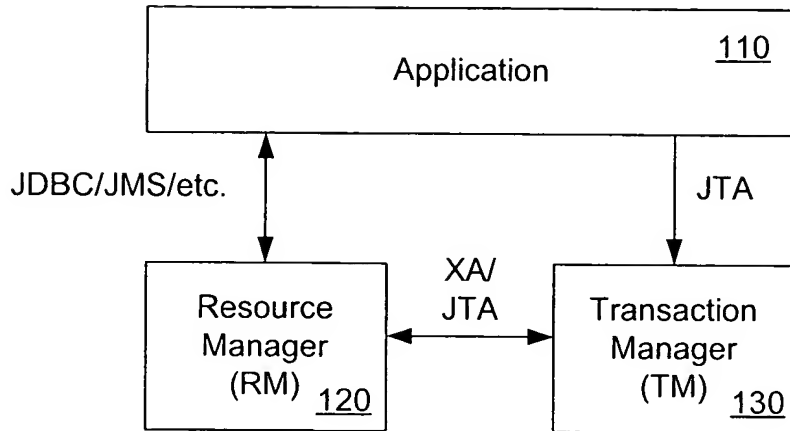 110
Application
JDBC/JMS/etc.
JTA
XA/
JTA
Resource
Manager
(RM)
120
Transaction
Manager
(TM)
130